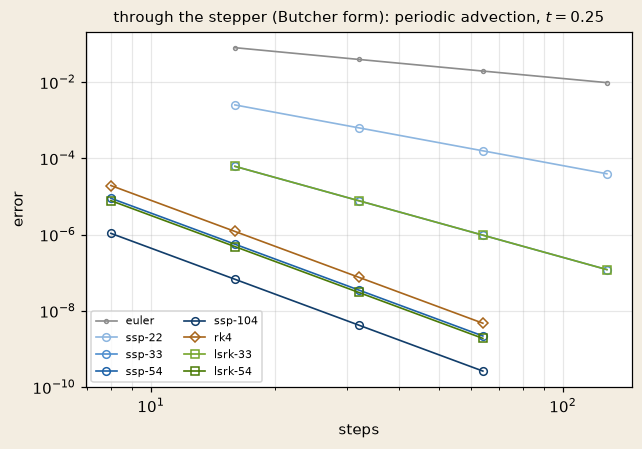 through the stepper (Butcher form): periodic advection, t = 0.25
error
10⁻²
10⁻⁴
10⁻⁶
10⁻⁸
10⁻¹⁰
euler
ssp-22
ssp-33
ssp-54
ssp-104
rk4
lsrk-33
lsrk-54
10¹
10²
steps